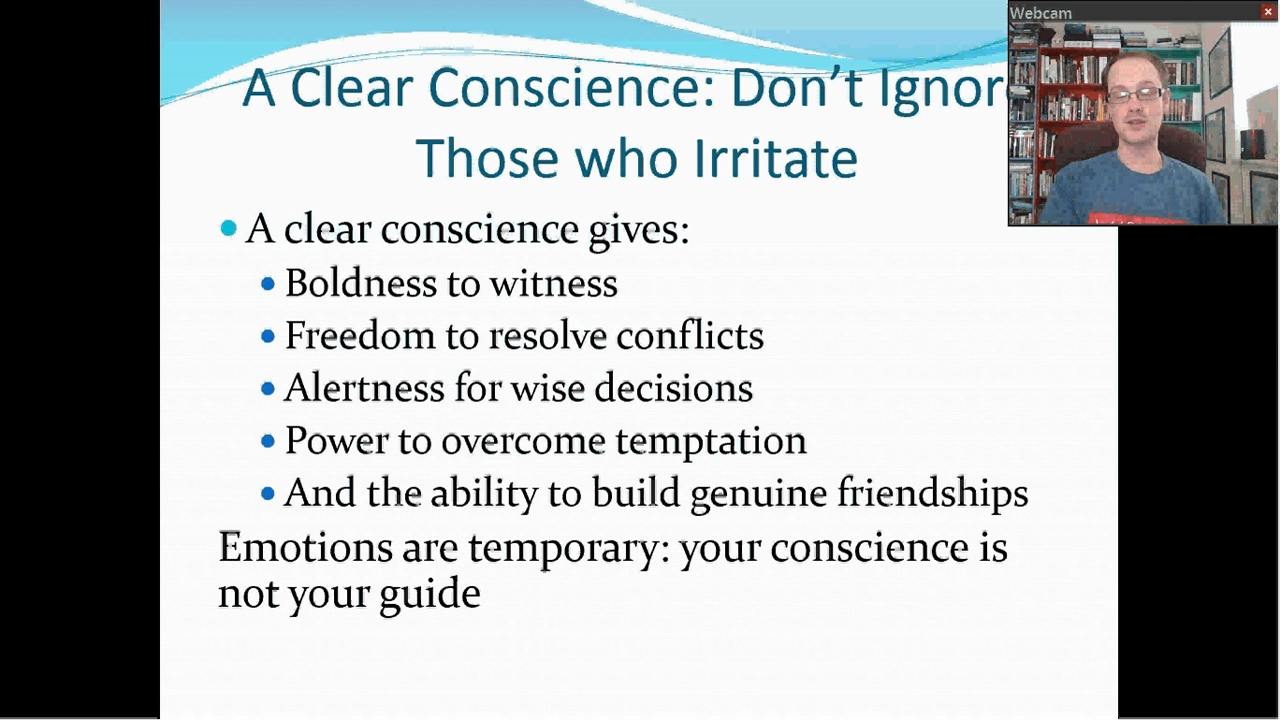 Webcam
A Clear Conscience: Don't Ignore
Those who Irritate
A clear conscience gives:
Boldness to witness
Freedom to resolve conflicts
Alertness for wise decisions
Power to overcome temptation
And the ability to build genuine friendships
Emotions are temporary: your conscience is
not your guide